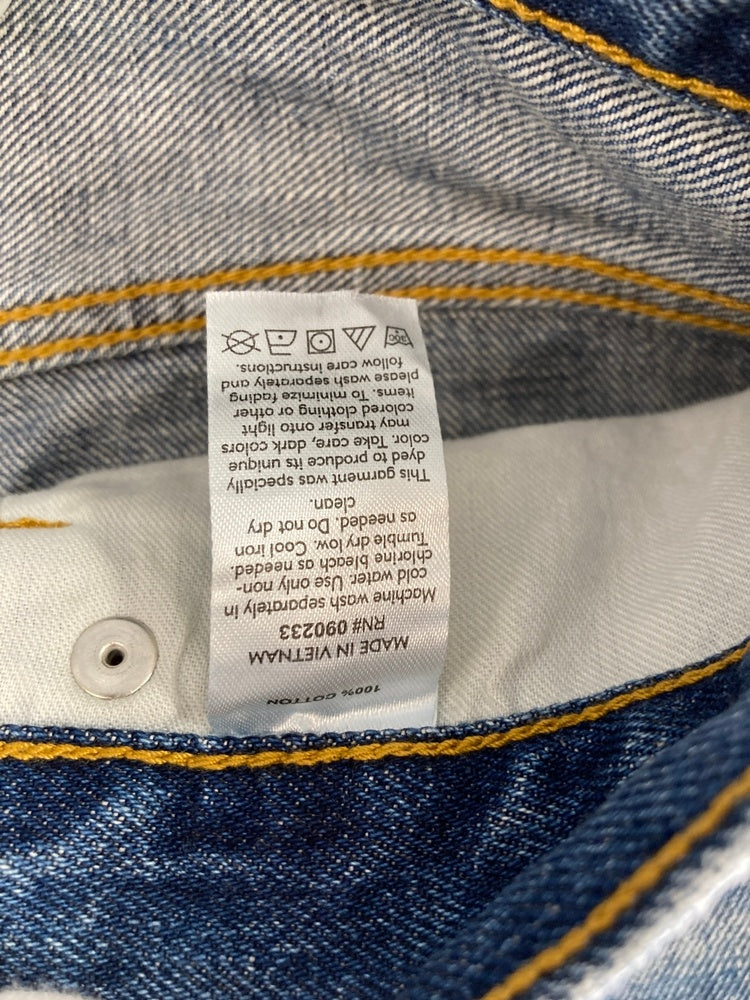 100% COTTON
MADE IN VIETNAM
RN# 090233
Machine wash separately In
cold water. Use only non-
chlorine bleach as needed.
Tumble dry low. Cool iron
as needed. Do not dry
clean.
This garment was specially
dyed to produce its unique
color. Take care, dark colors
may transfer onto light
colored clothing or other
items. To minimize fading
please wash separately and
follow care instructions.